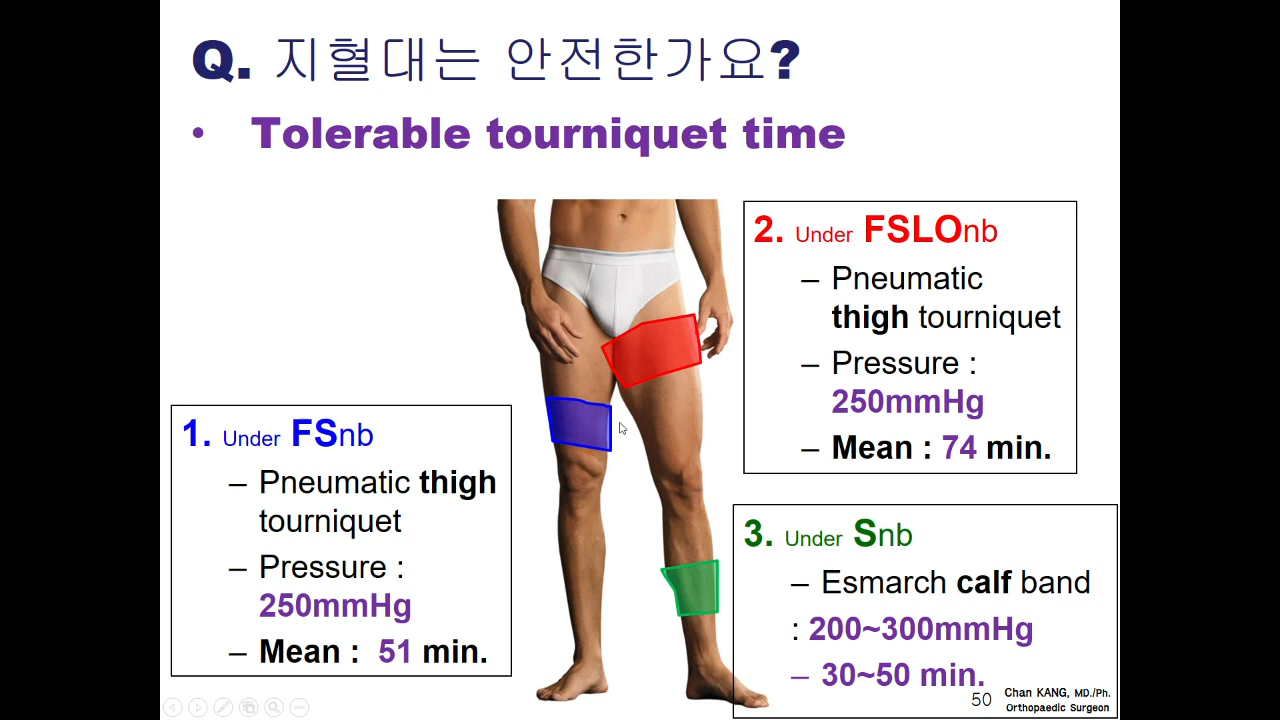 Q. 지혈대는 안전한가요?
• Tolerable tourniquet time
1. Under FSnb
– Pneumatic thigh
tourniquet
– Pressure :
250mmHg
– Mean : 51 min.
2. Under FSLOnb
– Pneumatic
thigh tourniquet
– Pressure :
250mmHg
– Mean : 74 min.
3. Under Snb
– Esmarch calf band
: 200~300mmHg
– 30~50 min.
50
Chan KANG, MD./Ph.
Orthopaedic Surgeon